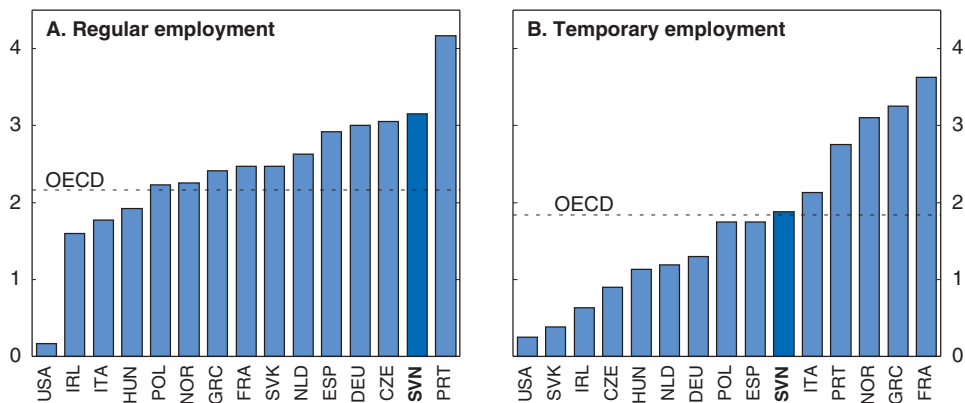 A. Regular employment
4
3
2
1
0
OECD
USA IRL ITA HUN POL NOR GRC FRA SVK NLD ESP DEU CZE SVN PRT
B. Temporary employment
4
3
2
1
0
OECD
USA SVK IRL CZE HUN NLD DEU POL ESP SVN ITA PRT NOR GRC FRA